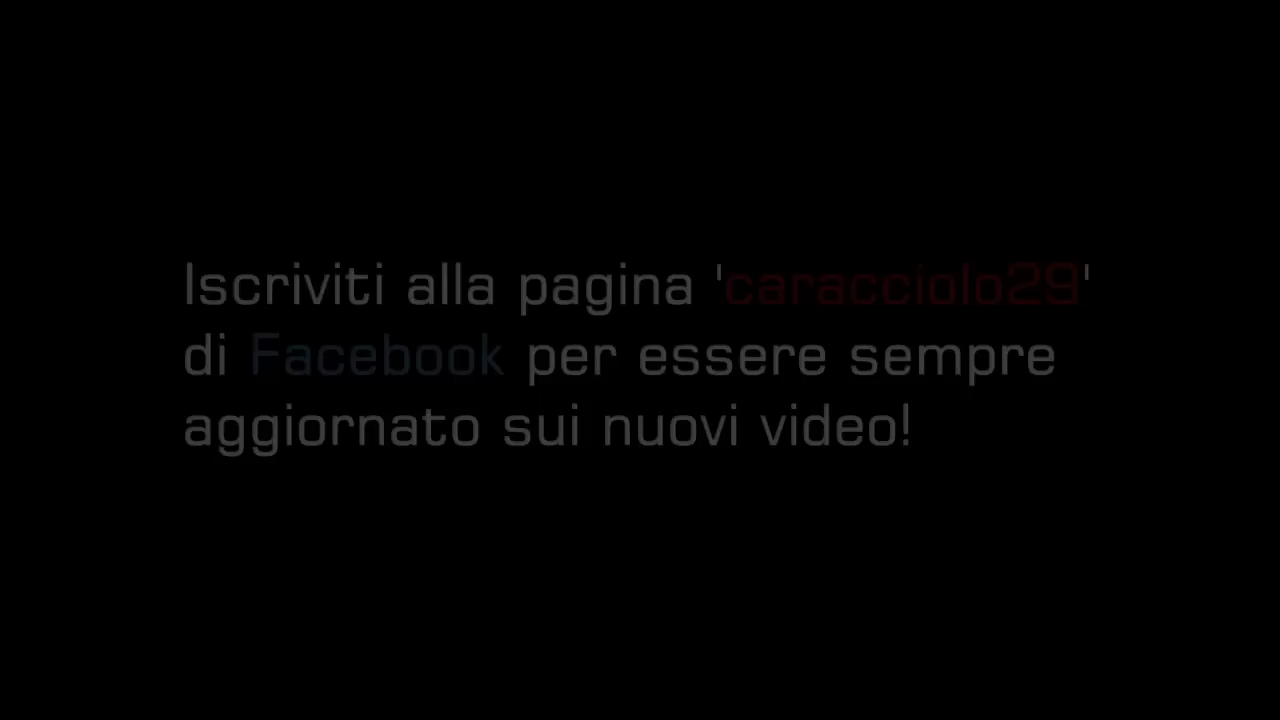 Iscriviti alla pagina 'caracciolo29'
di Facebook per essere sempre
aggiornato sui nuovi video!